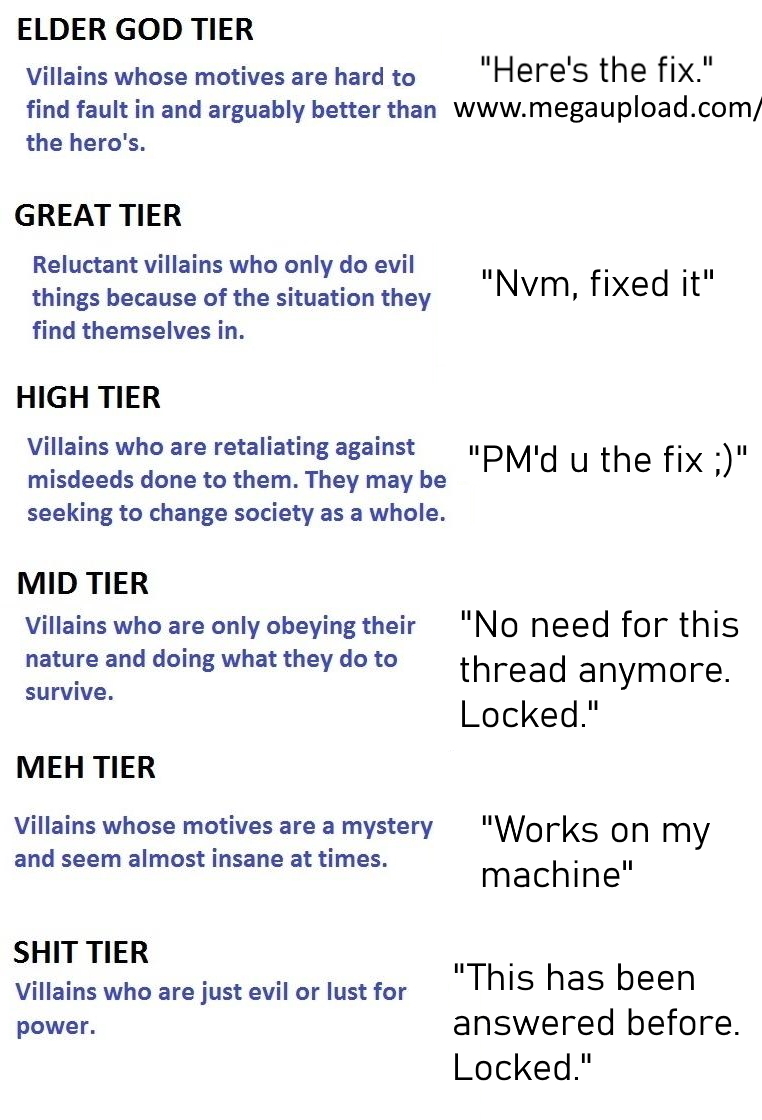 ELDER GOD TIER
Villains whose motives are hard to
find fault in and arguably better than
the hero's.
"Here's the fix."
www.megaupload.com/
GREAT TIER
Reluctant villains who only do evil
things because of the situation they
find themselves in.
"Nvm, fixed it"
HIGH TIER
Villains who are retaliating against
misdeeds done to them. They may be
seeking to change society as a whole.
"PM'd u the fix ;)"
MID TIER
Villains who are only obeying their
nature and doing what they do to
survive.
"No need for this
thread anymore.
Locked."
MEH TIER
Villains whose motives are a mystery
and seem almost insane at times.
"Works on my
machine"
SHIT TIER
Villains who are just evil or lust for
power.
"This has been
answered before.
Locked."